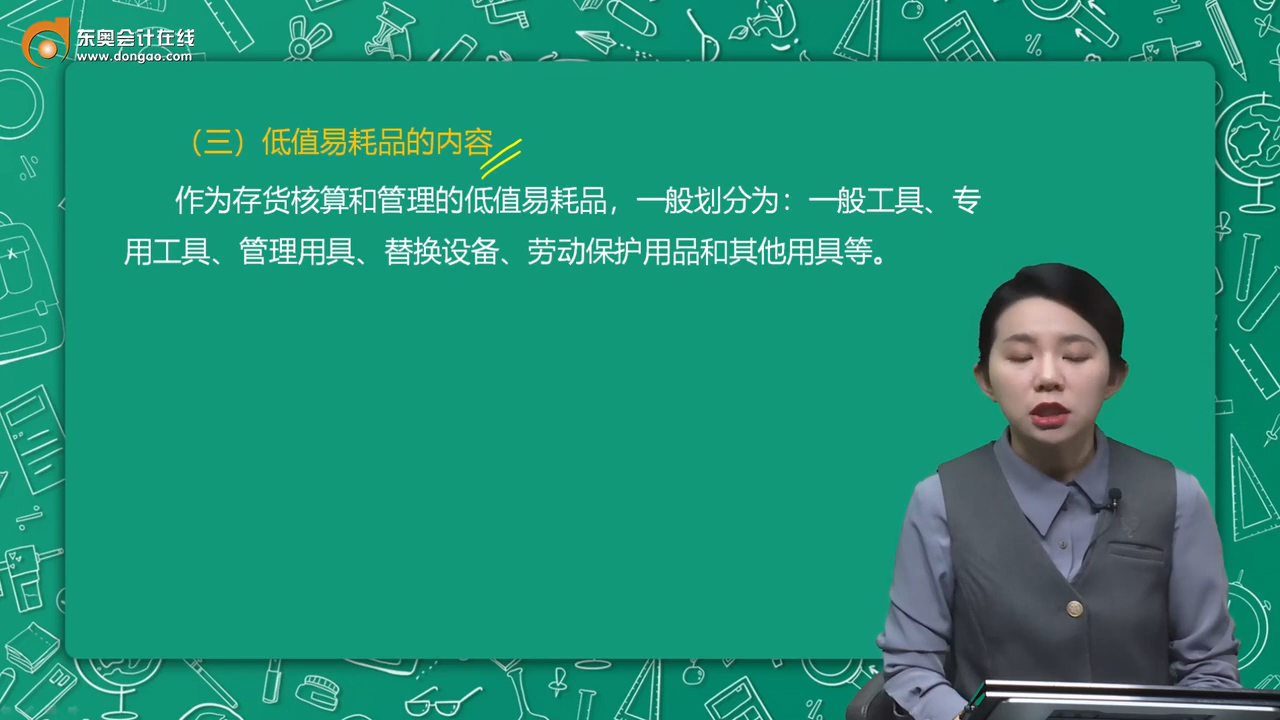 东奥会计在线
www.dongao.com
（三）低值易耗品的内容
作为存货核算和管理的低值易耗品，一般划分为：一般工具、专
用工具、管理用具、替换设备、劳动保护用品和其他用具等。